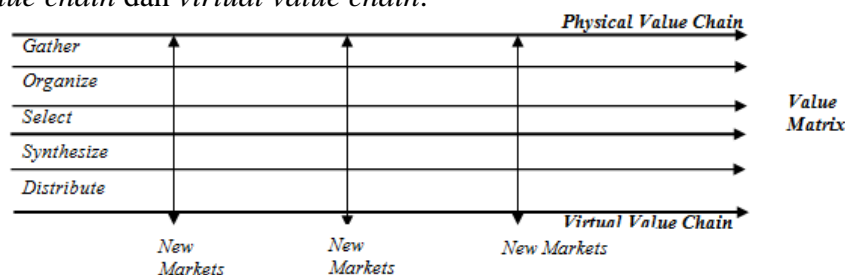 value chain dan virtual value chain.
Physical Value Chain
Gather
Organize
Select
Synthesize
Distribute
Value
Matrix
Virtual Value Chain
New
Markets
New
Markets
New Markets